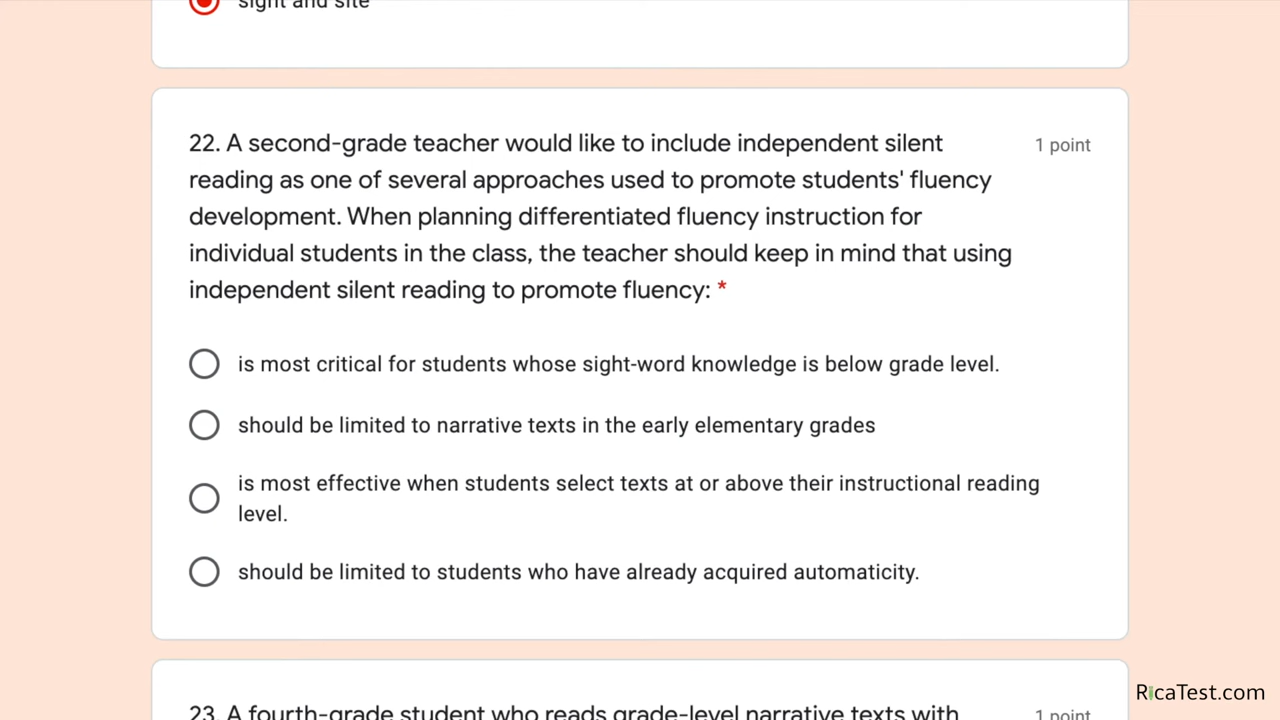 sight and site
22. A second-grade teacher would like to include independent silent
1 point
reading as one of several approaches used to promote students' fluency
development. When planning differentiated fluency instruction for
individual students in the class, the teacher should keep in mind that using
independent silent reading to promote fluency: *
is most critical for students whose sight-word knowledge is below grade level.
should be limited to narrative texts in the early elementary grades
is most effective when students select texts at or above their instructional reading
level.
should be limited to students who have already acquired automaticity.
23. A fourth-grade student who reads grade-level narrative texts with
1 point
RicaTest.com